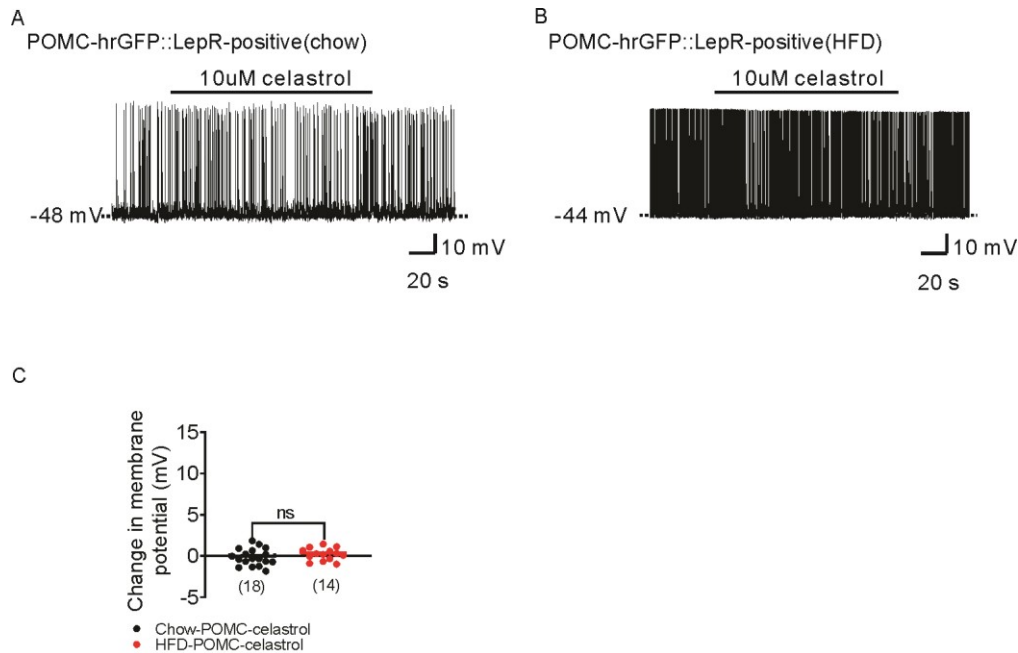 A
POMC-hrGFP::LepR-positive(chow)
10uM celastrol
-48 mV
10 mV
20 s
B
POMC-hrGFP::LepR-positive(HFD)
10uM celastrol
-44 mV
10 mV
20 s
C
Change in membrane
potential (mV)
15
10
5
0
-5
ns
(18)
(14)
Chow-POMC-celastrol
HFD-POMC-celastrol